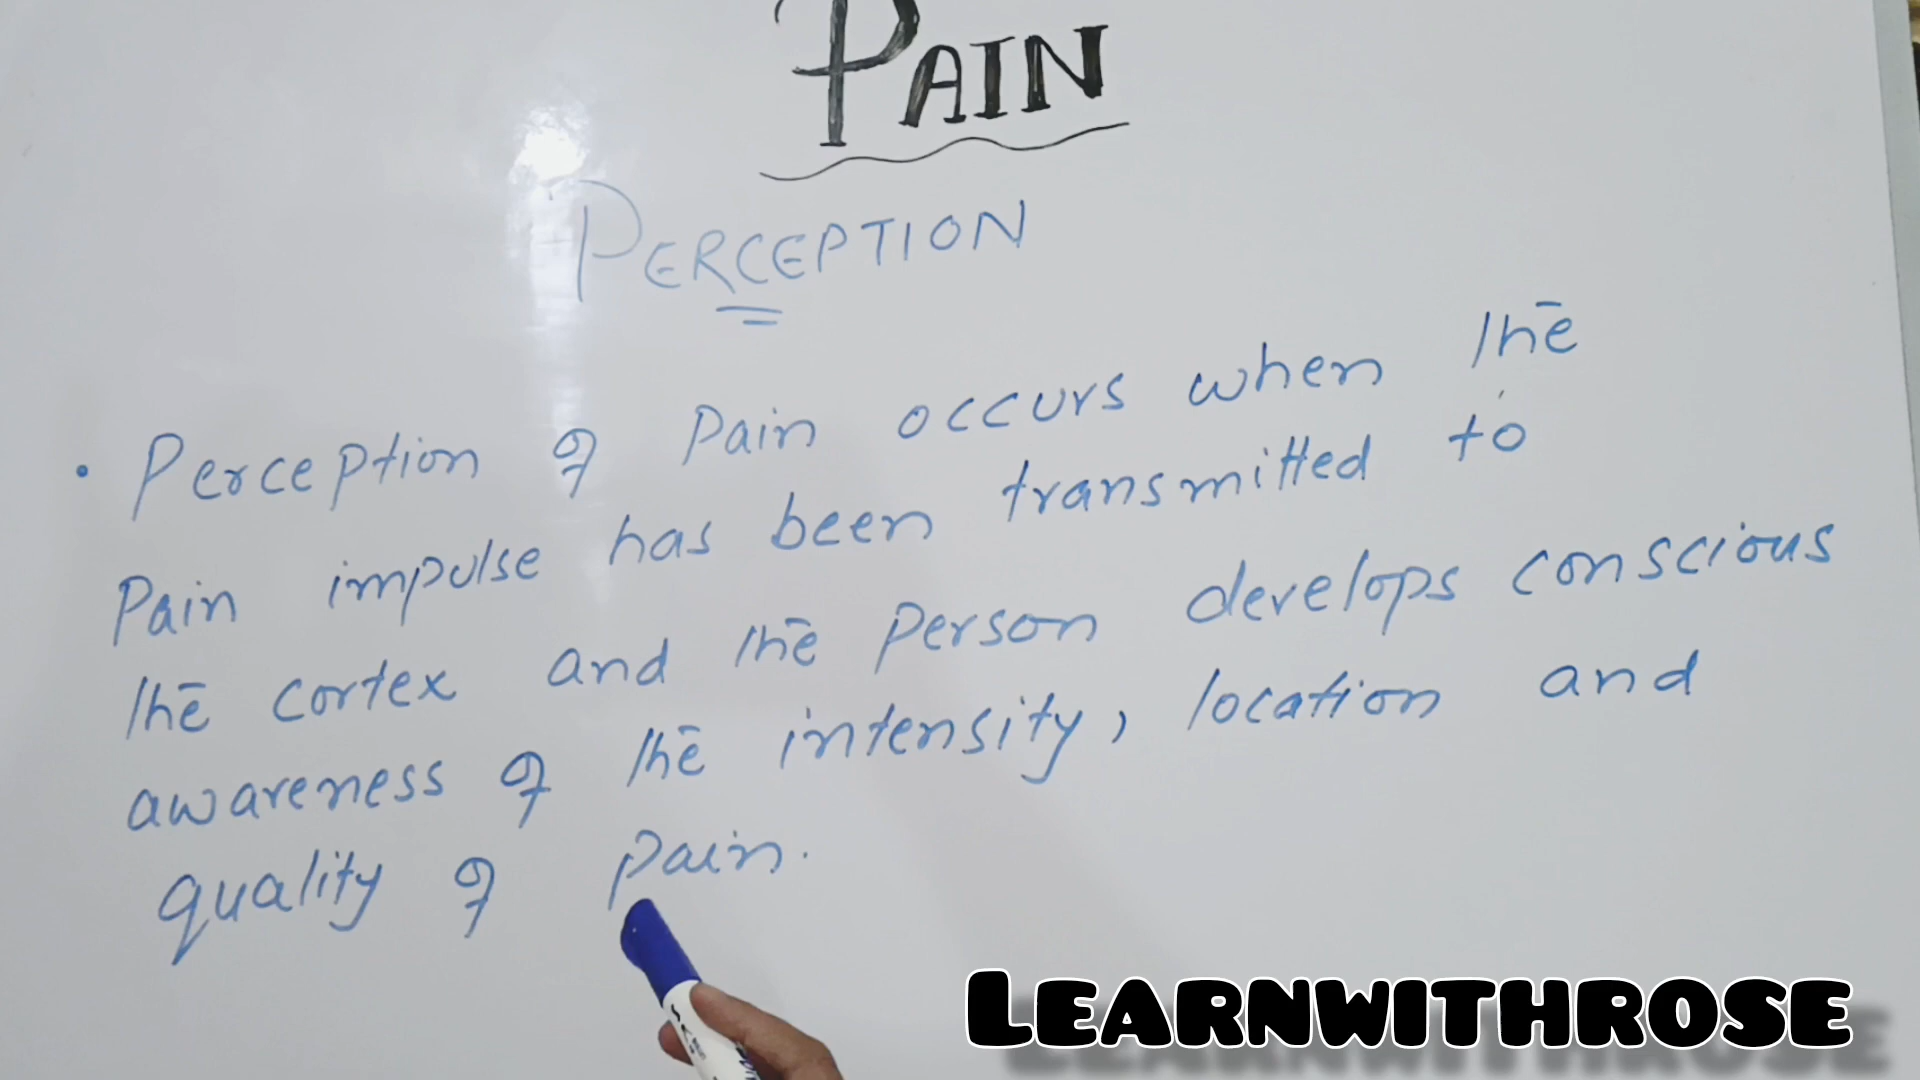 PAIN
PERCEPTION
• Perception of Pain occurs when the
Pain impulse has been transmitted to
the cortex and the person develops conscious
awareness of the intensity, location and
quality of pain.
LEARNWITHROSE